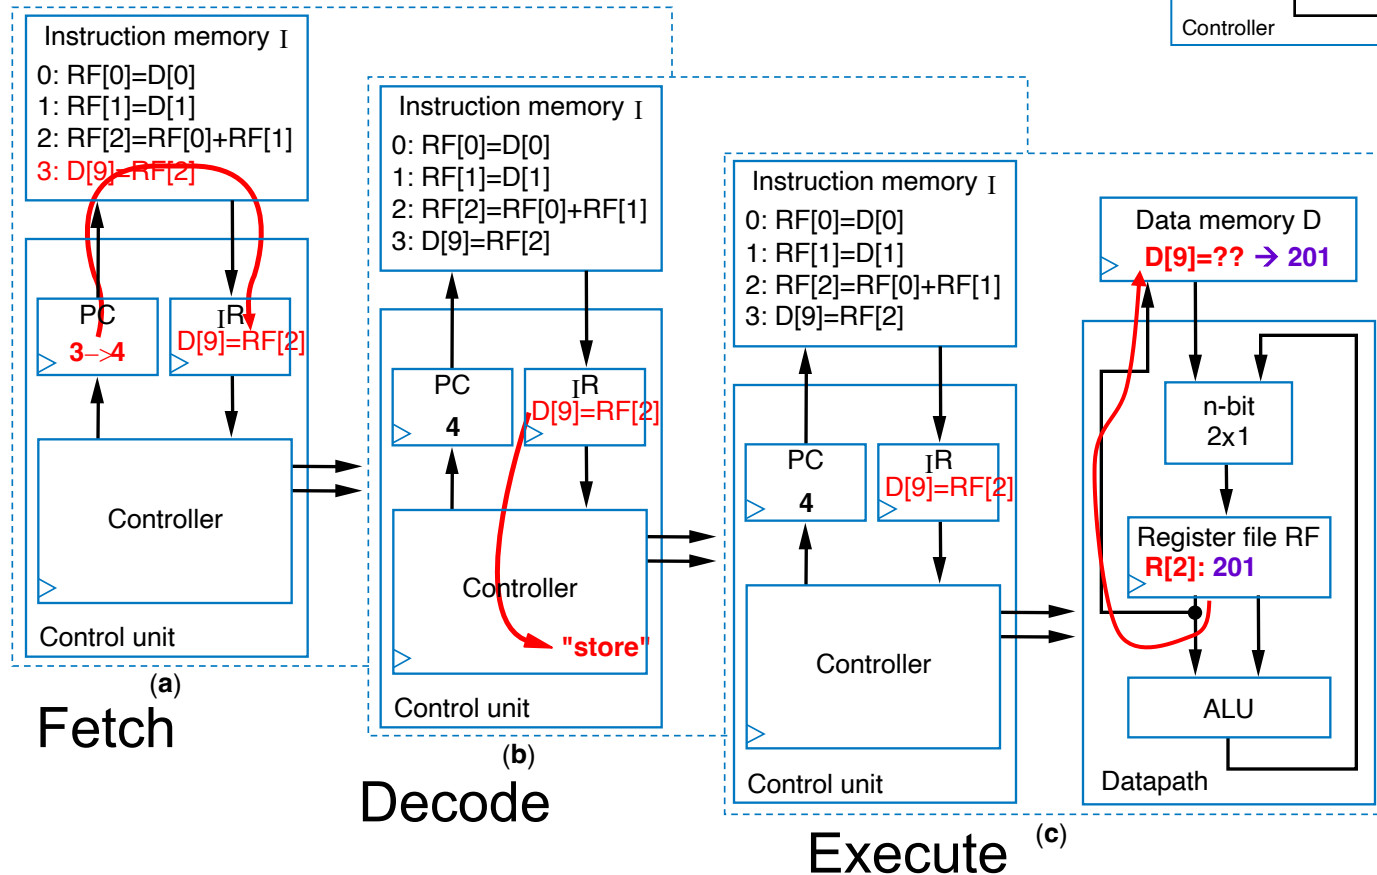 Controller
Instruction memory I
0: RF[0]=D[0]
1: RF[1]=D[1]
2: RF[2]=RF[0]+RF[1]
3: D[9]=RF[2]
PC
3->4
IR
D[9]=RF[2]
Controller
Control unit
(a)
Fetch
Instruction memory I
0: RF[0]=D[0]
1: RF[1]=D[1]
2: RF[2]=RF[0]+RF[1]
3: D[9]=RF[2]
PC
4
IR
D[9]=RF[2]
Controller
"store"
Control unit
(b)
Decode
Instruction memory I
0: RF[0]=D[0]
1: RF[1]=D[1]
2: RF[2]=RF[0]+RF[1]
3: D[9]=RF[2]
PC
4
IR
D[9]=RF[2]
Controller
Control unit
Data memory D
D[9]=?? → 201
n-bit
2x1
Register file RF
R[2]: 201
ALU
Datapath
(c)
Execute